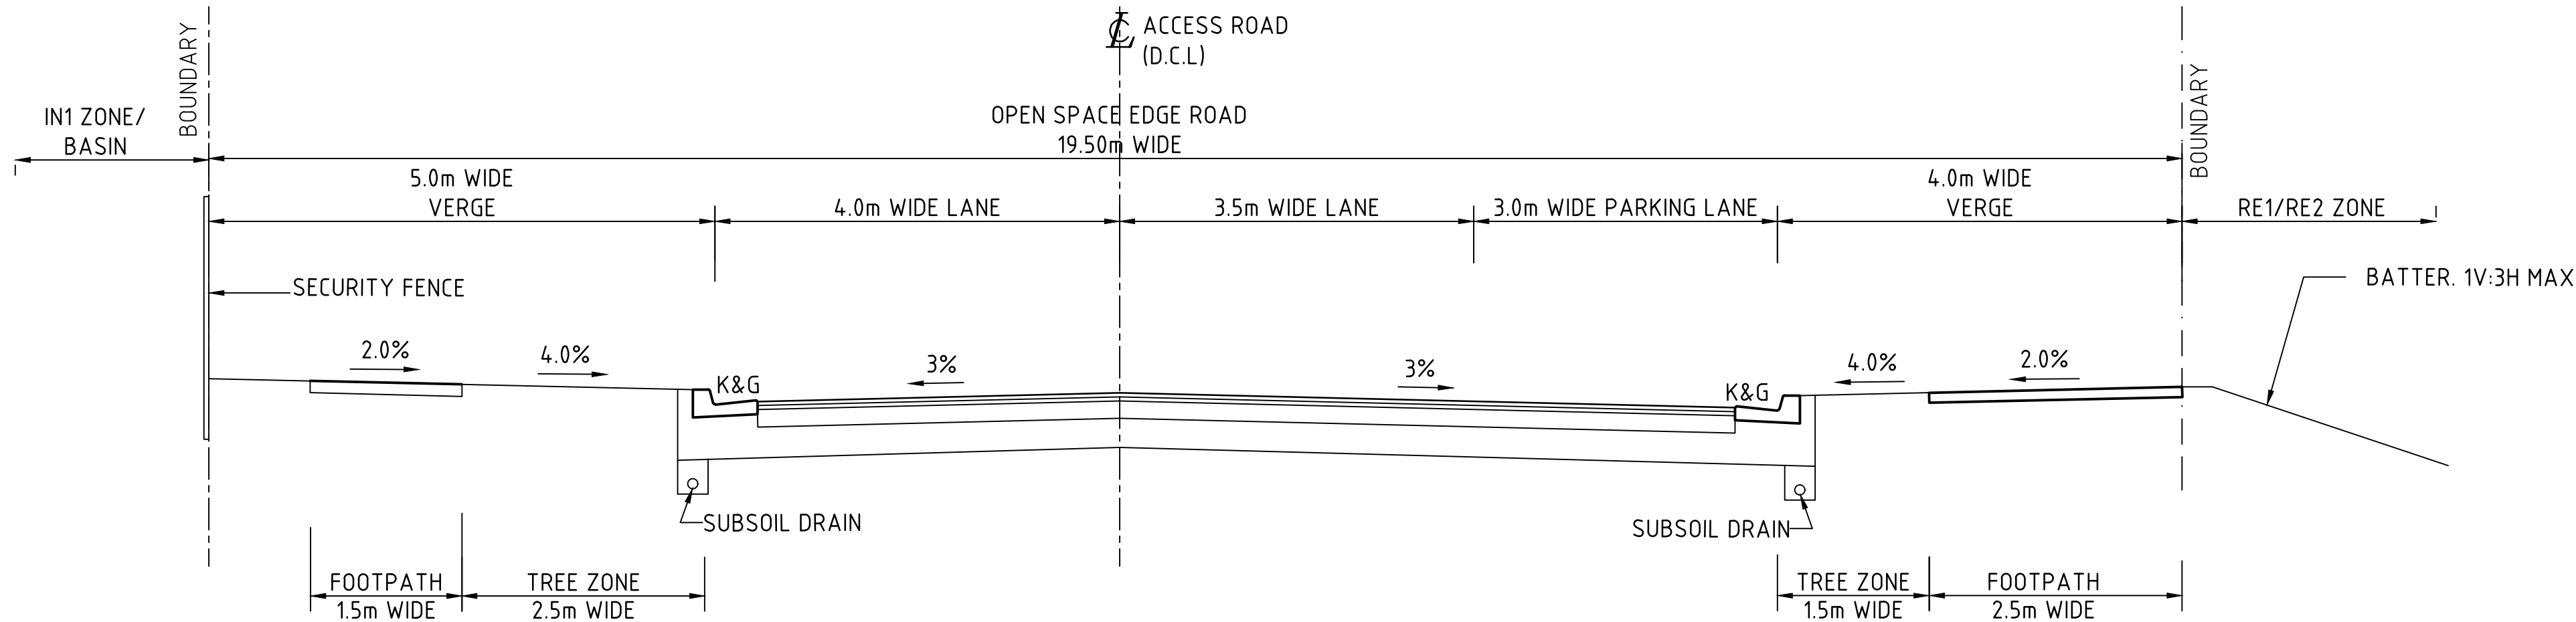 BOUNDARY
℄ ACCESS ROAD
(D.C.L)
BOUNDARY
IN1 ZONE/
BASIN
OPEN SPACE EDGE ROAD
19.50m WIDE
5.0m WIDE
VERGE
4.0m WIDE LANE
3.5m WIDE LANE
3.0m WIDE PARKING LANE
4.0m WIDE
VERGE
RE1/RE2 ZONE
SECURITY FENCE
BATTER. 1V:3H MAX
2.0%
4.0%
3%
3%
4.0%
2.0%
K&G
K&G
SUBSOIL DRAIN
SUBSOIL DRAIN
FOOTPATH
1.5m WIDE
TREE ZONE
2.5m WIDE
TREE ZONE
1.5m WIDE
FOOTPATH
2.5m WIDE